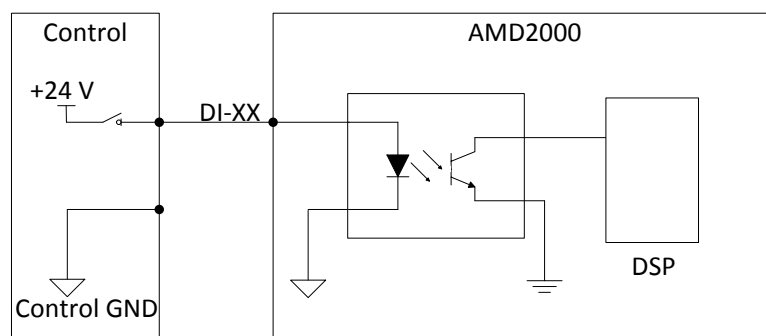 Control
AMD2000
+24 V
DI-XX
DSP
Control GND